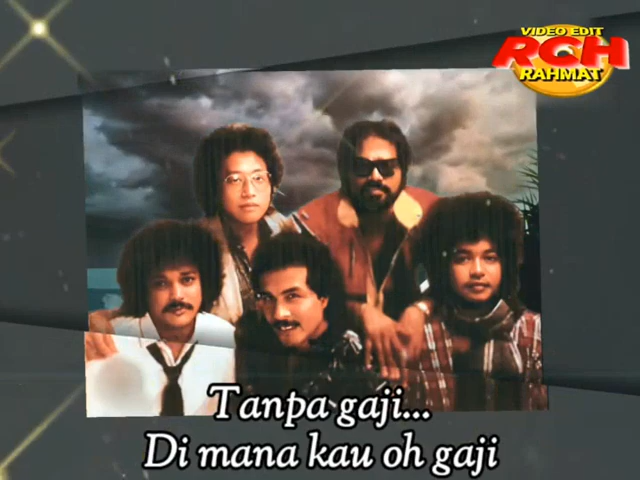 VIDEO EDIT
RCH
RAHMAT
Tanpa gaji...
Di mana kau oh gaji